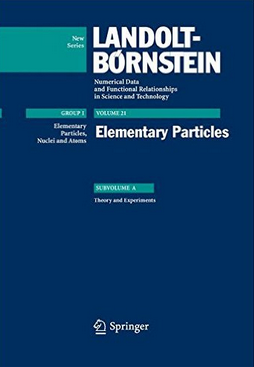 New
Series
LANDOLT-
BØRNSTEIN
Numerical Data
and Functional Relationships
in Science and Technology
GROUP I
VOLUME 21
Elementary
Particles,
Nuclei and Atoms
Elementary Particles
SUBVOLUME A
Theory and Experiments
Springer